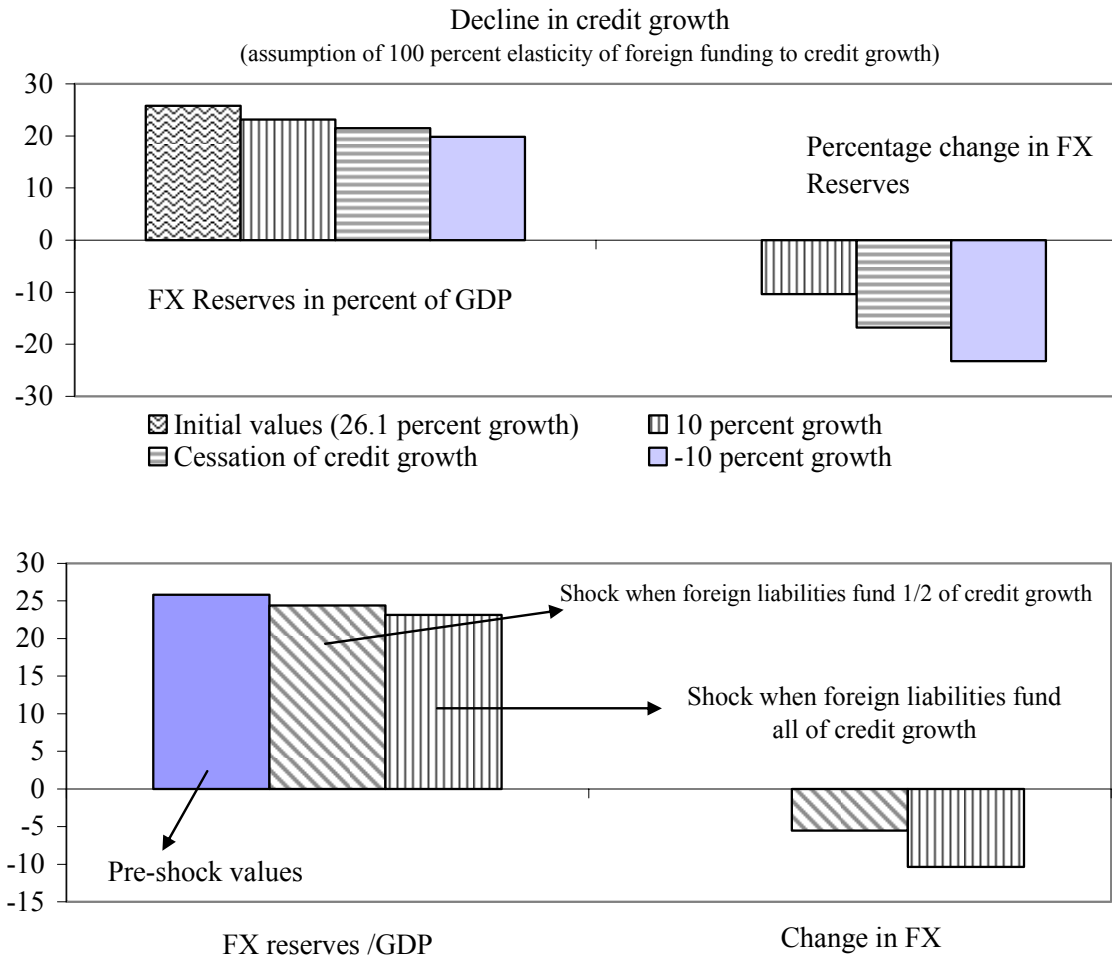 Decline in credit growth
(assumption of 100 percent elasticity of foreign funding to credit growth)
30
20
10
0
-10
-20
-30
Percentage change in FX
Reserves
FX Reserves in percent of GDP
Initial values (26.1 percent growth)
10 percent growth
Cessation of credit growth
-10 percent growth
30
25
20
15
10
5
0
-5
-10
-15
Shock when foreign liabilities fund 1/2 of credit growth
Shock when foreign liabilities fund
all of credit growth
Pre-shock values
FX reserves /GDP
Change in FX